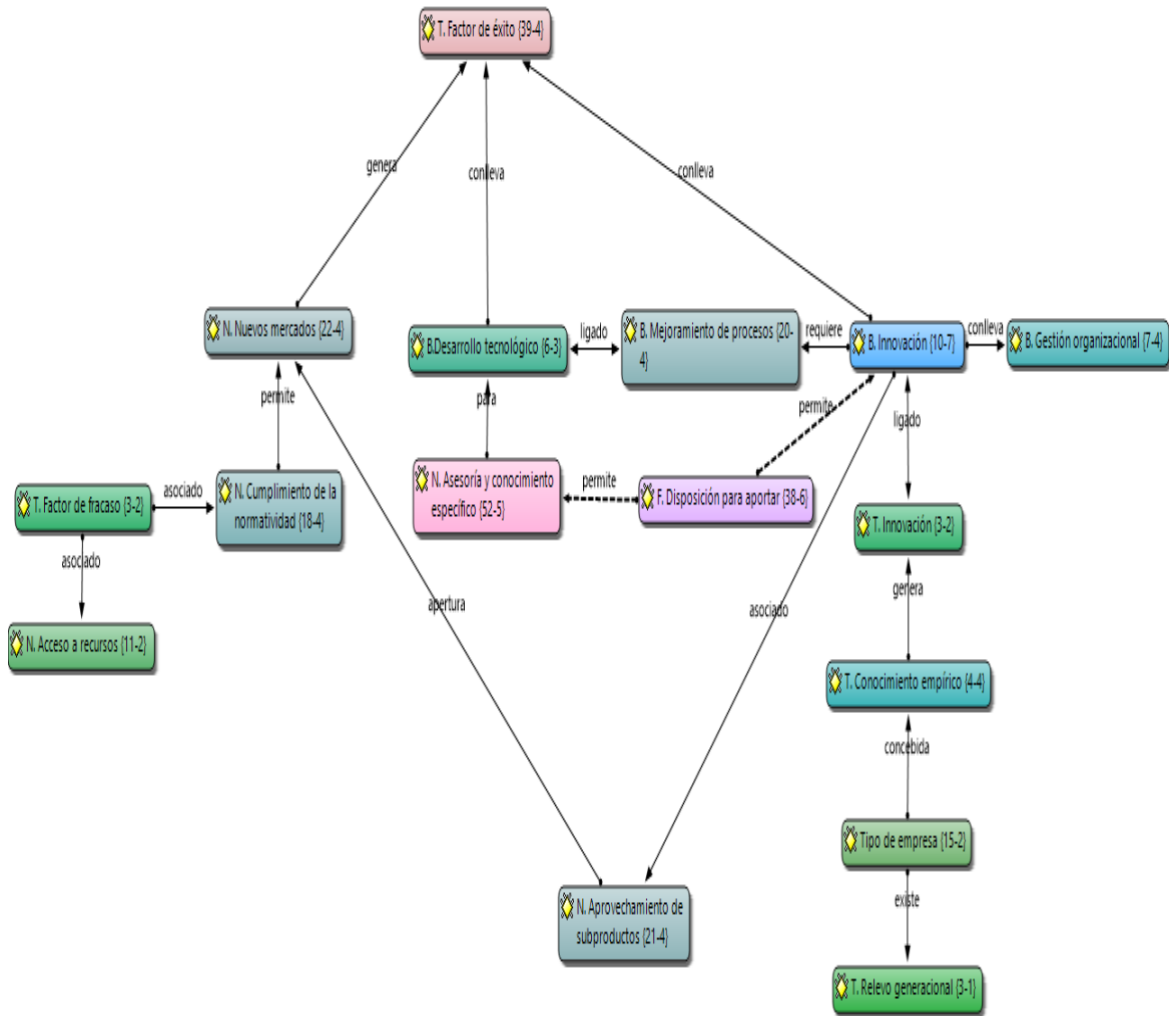 T. Factor de éxito {39-4}
genera
conlleva
conlleva
N. Nuevos mercados {22-4}
B.Desarrollo tecnológico {6-3}
ligado
B. Mejoramiento de procesos {20-
4}
requiere
B. Innovación {10-7}
conlleva
B. Gestión organizacional {7-4}
permite
para
permite
ligado
T. Factor de fracaso {3-2}
asociado
N. Cumplimiento de la
normatividad {18-4}
N. Asesoría y conocimiento
específico {52-5}
permite
F. Disposición para aportar {38-6}
T. Innovación {3-2}
asociado
genera
apertura
asociado
N. Acceso a recursos {11-2}
T. Conocimiento empírico {4-4}
concebida
Tipo de empresa {15-2}
existe
N. Aprovechamiento de
subproductos {21-4}
T. Relevo generacional {3-1}